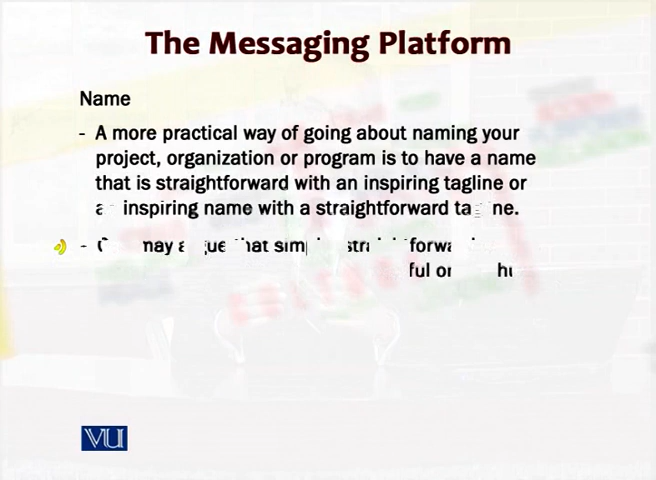 The Messaging Platform
Name
- A more practical way of going about naming your
project, organization or program is to have a name
that is straightforward with an inspiring tagline or
inspiring name with a straightforward
- may that
VU